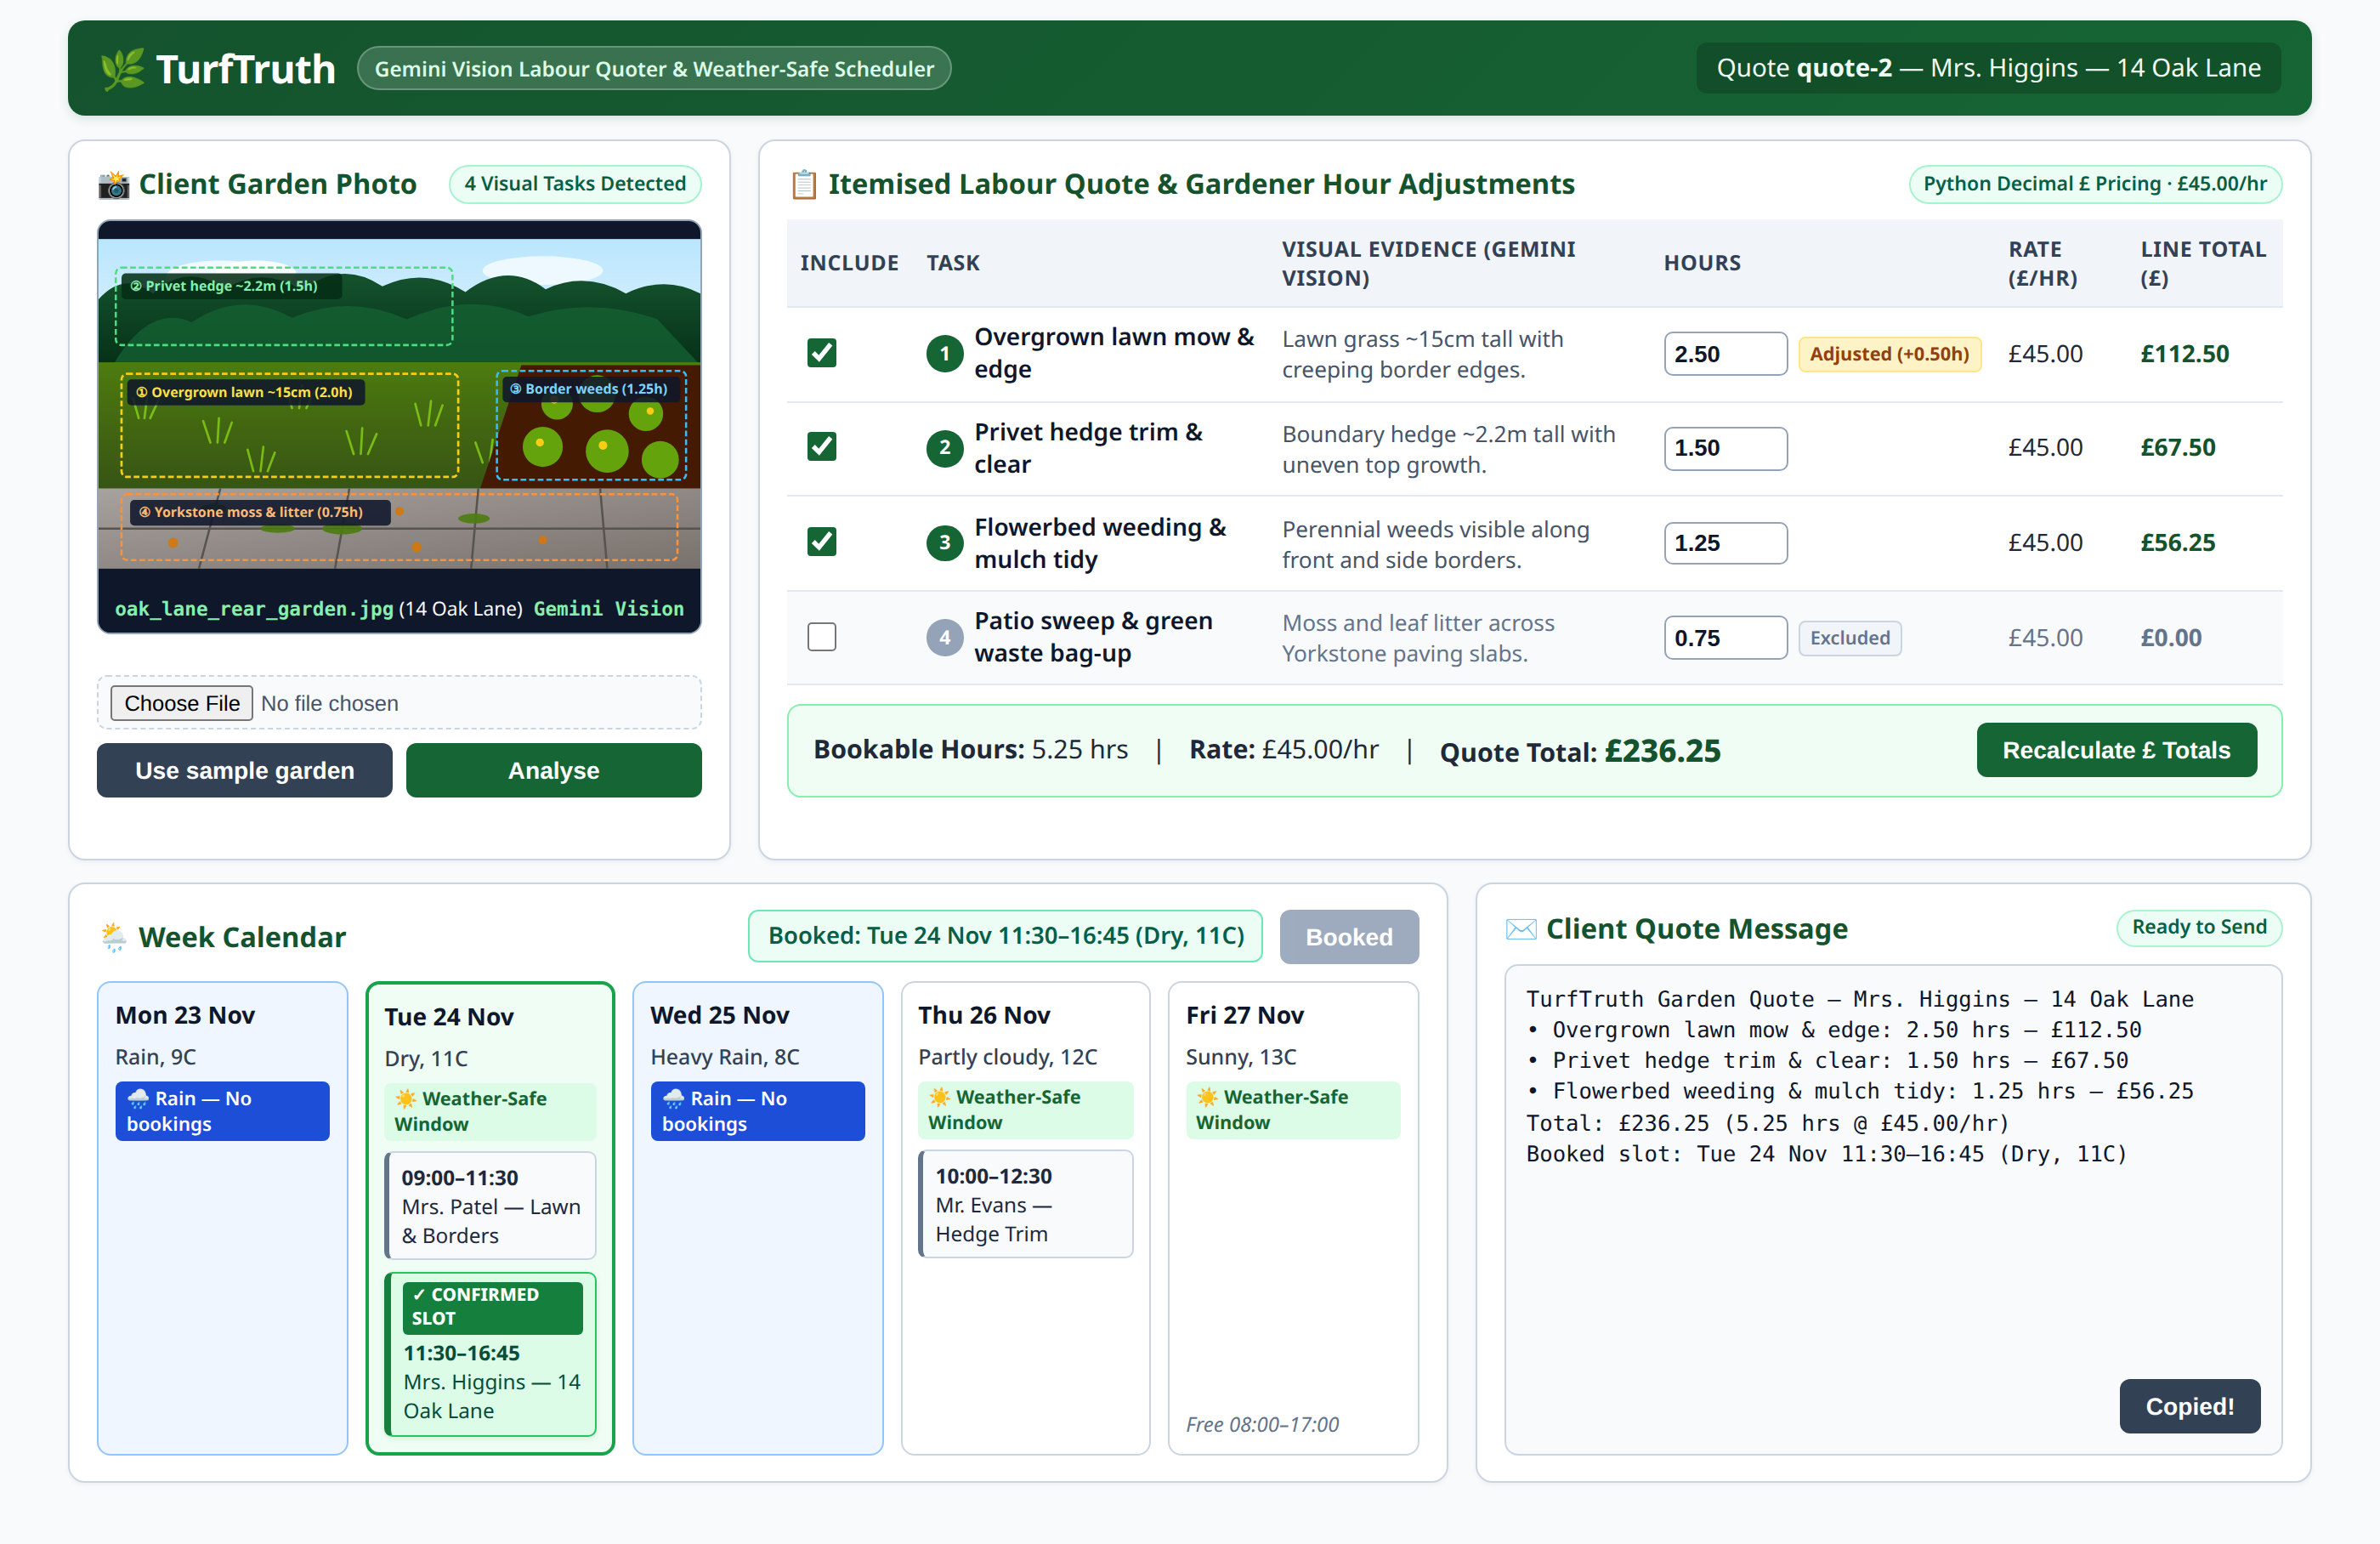 🌿 TurfTruth
Gemini Vision Labour Quoter & Weather-Safe Scheduler
Quote quote-2 — Mrs. Higgins — 14 Oak Lane
📸 Client Garden Photo
4 Visual Tasks Detected
② Privet hedge ~2.2m (1.5h)
① Overgrown lawn ~15cm (2.0h)
③ Border weeds (1.25h)
④ Yorkstone moss & litter (0.75h)
oak_lane_rear_garden.jpg (14 Oak Lane) Gemini Vision
Choose File No file chosen
Use sample garden
Analyse
📋 Itemised Labour Quote & Gardener Hour Adjustments
Python Decimal £ Pricing · £45.00/hr
INCLUDE
TASK
VISUAL EVIDENCE (GEMINI
VISION)
HOURS
RATE
(£/HR)
LINE TOTAL
(£)
1
Overgrown lawn mow &
edge
Lawn grass ~15cm tall with
creeping border edges.
2.50
Adjusted (+0.50h)
£45.00
£112.50
2
Privet hedge trim &
clear
Boundary hedge ~2.2m tall with
uneven top growth.
1.50
£45.00
£67.50
3
Flowerbed weeding &
mulch tidy
Perennial weeds visible along
front and side borders.
1.25
£45.00
£56.25
4
Patio sweep & green
waste bag-up
Moss and leaf litter across
Yorkstone paving slabs.
0.75
Excluded
£45.00
£0.00
Bookable Hours: 5.25 hrs | Rate: £45.00/hr | Quote Total: £236.25
Recalculate £ Totals
🌦️ Week Calendar
Booked: Tue 24 Nov 11:30–16:45 (Dry, 11C)
Booked
Mon 23 Nov
Rain, 9C
🌧️ Rain — No
bookings
Tue 24 Nov
Dry, 11C
☀️ Weather-Safe
Window
09:00–11:30
Mrs. Patel — Lawn
& Borders
✓ CONFIRMED
SLOT
11:30–16:45
Mrs. Higgins — 14
Oak Lane
Wed 25 Nov
Heavy Rain, 8C
🌧️ Rain — No
bookings
Thu 26 Nov
Partly cloudy, 12C
☀️ Weather-Safe
Window
10:00–12:30
Mr. Evans —
Hedge Trim
Fri 27 Nov
Sunny, 13C
☀️ Weather-Safe
Window
Free 08:00–17:00
✉️ Client Quote Message
Ready to Send
TurfTruth Garden Quote — Mrs. Higgins — 14 Oak Lane
• Overgrown lawn mow & edge: 2.50 hrs — £112.50
• Privet hedge trim & clear: 1.50 hrs — £67.50
• Flowerbed weeding & mulch tidy: 1.25 hrs — £56.25
Total: £236.25 (5.25 hrs @ £45.00/hr)
Booked slot: Tue 24 Nov 11:30–16:45 (Dry, 11C)
Copied!